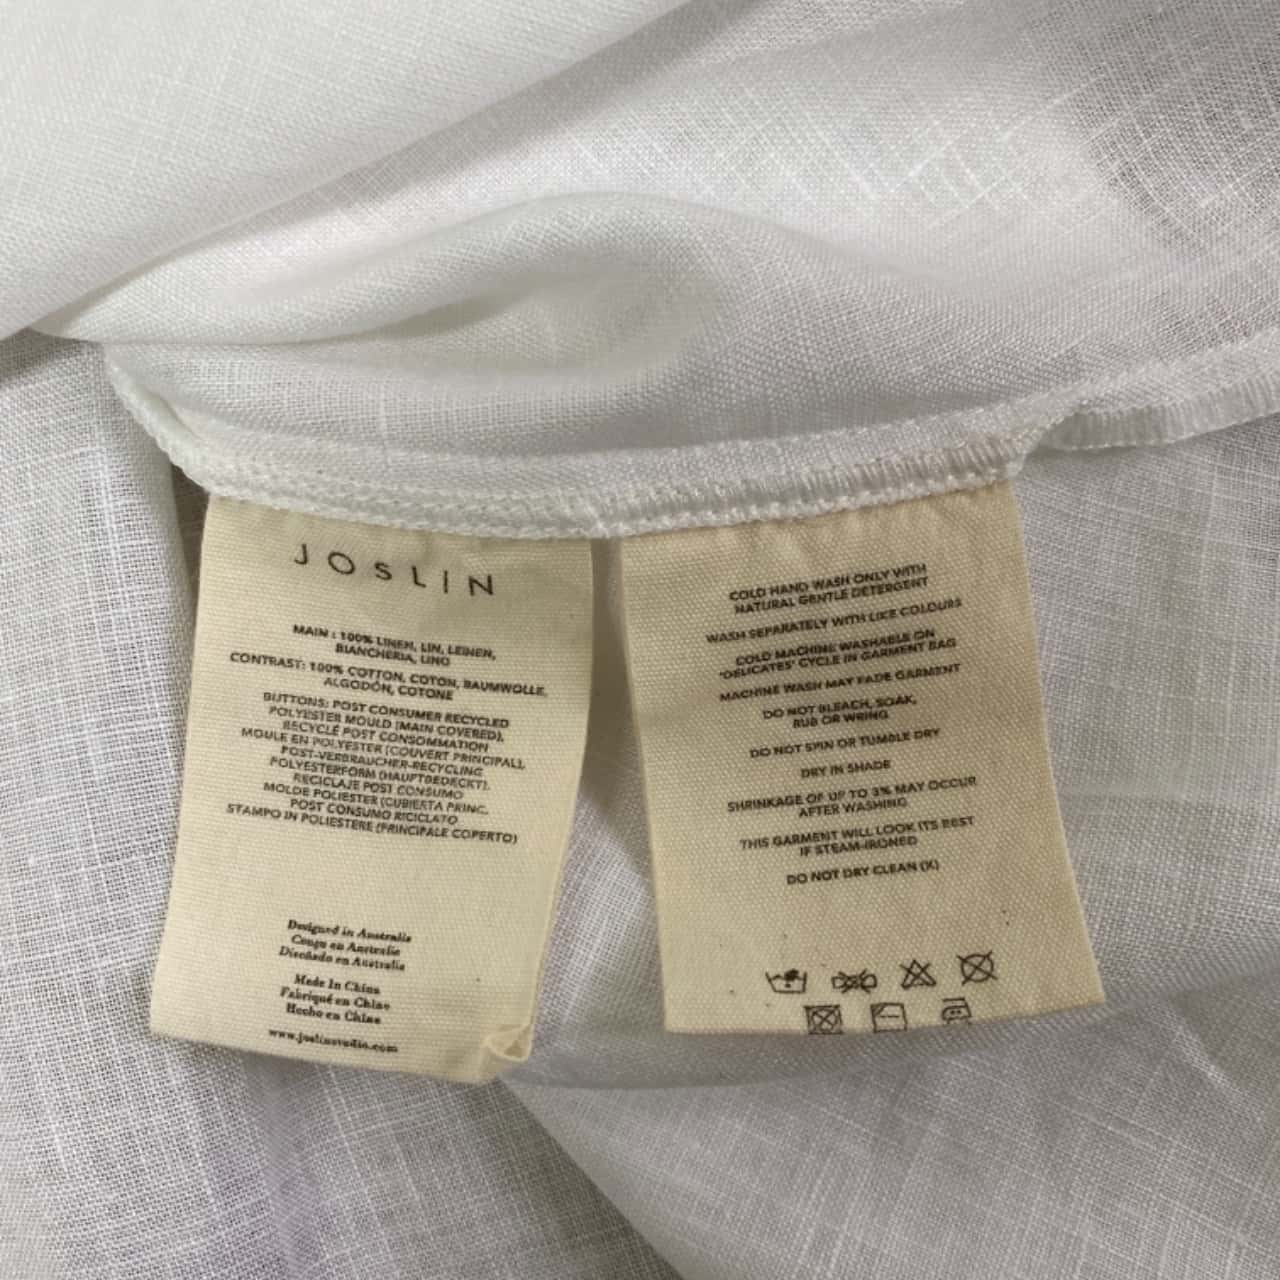 JOSLIN
MAIN : 100% LINEN, LIN, LEINEN,
BIANCHERIA, LINO
CONTRAST: 100% COTTON, COTON, BAUMWOLLE,
ALGODÓN, COTONE
BUTTONS: POST CONSUMER RECYCLED
POLYESTER MOULD (MAIN COVERED),
RECYCLÉ POST CONSOMMATION
MOULE EN POLYESTER (COUVERT PRINCIPAL),
POST-VERBRAUCHER-RECYCLING
POLYESTERFORM (HAUPTBEDECKT),
RECICLAJE POST CONSUMO
MOLDE POLIESTER (CUBIERTA PRINC.
POST CONSUMO RICICLATO
STAMPO IN POLIESTERE (PRINCIPALE COPERTO)
Designed in Australia
Conçu en Australie
Diseñado en Australia
Made In China
Fabriqué en Chine
Hecho en China
www.joslinstudio.com
COLD HAND WASH ONLY WITH
NATURAL GENTLE DETERGENT
WASH SEPARATELY WITH LIKE COLOURS
COLD MACHINE WASHABLE ON
'DELICATES' CYCLE IN GARMENT BAG
MACHINE WASH MAY FADE GARMENT
DO NOT BLEACH, SOAK,
RUB OR WRING
DO NOT SPIN OR TUMBLE DRY
DRY IN SHADE
SHRINKAGE OF UP TO 3% MAY OCCUR
AFTER WASHING
THIS GARMENT WILL LOOK ITS BEST
IF STEAM-IRONED
DO NOT DRY CLEAN (X)